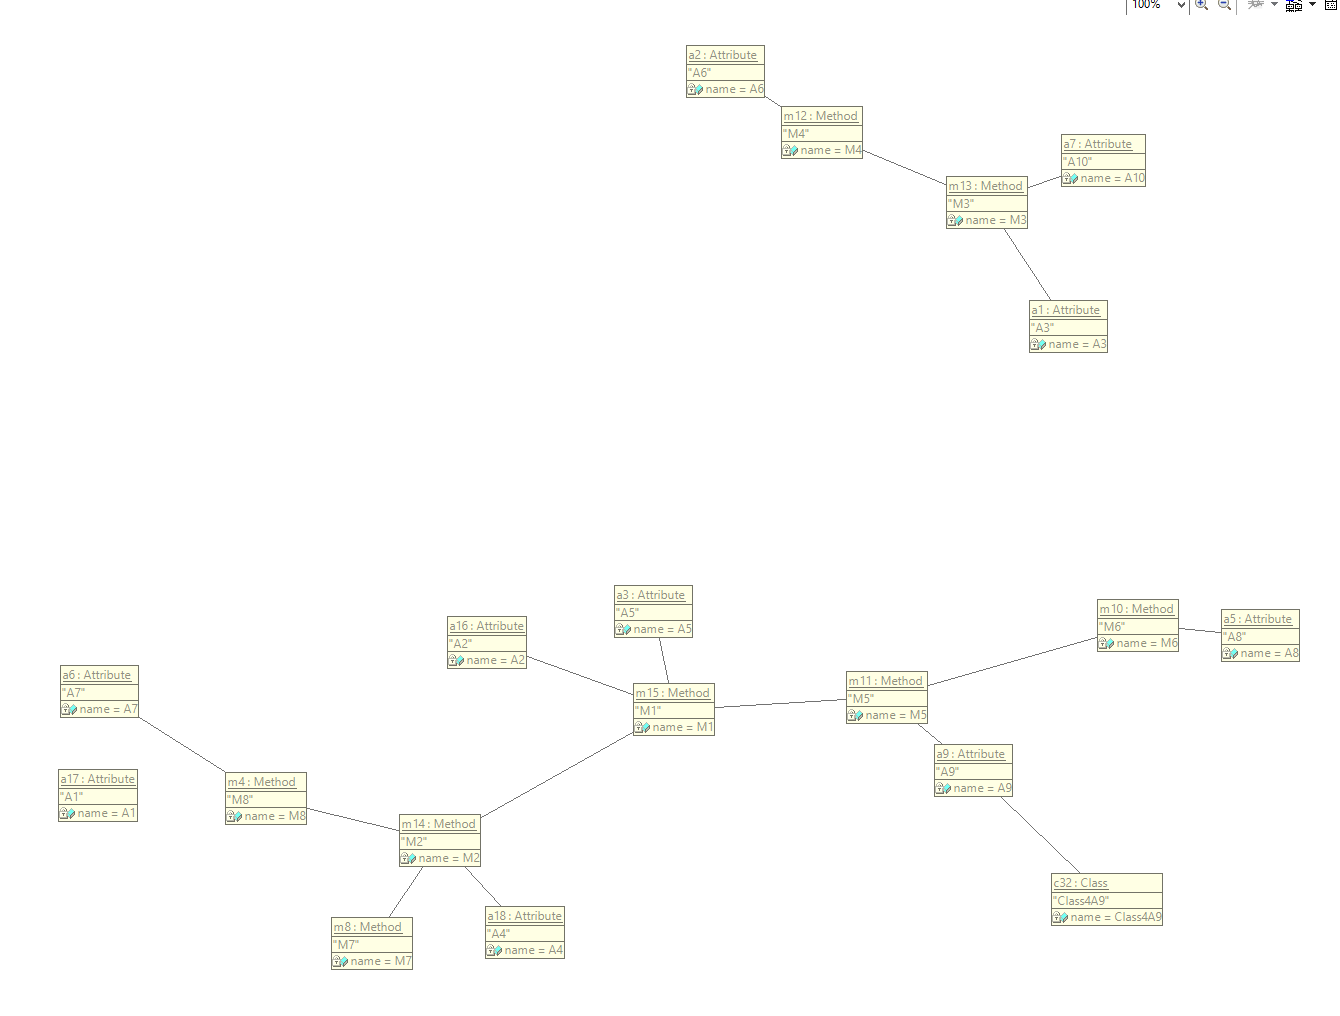 100%
a2 : Attribute
"A6"
name = A6
m12 : Method
"M4"
name = M4
a7 : Attribute
"A10"
name = A10
m13 : Method
"M3"
name = M3
a1 : Attribute
"A3"
name = A3
a3 : Attribute
"A5"
name = A5
a16 : Attribute
"A2"
name = A2
m10 : Method
"M6"
name = M6
a5 : Attribute
"A8"
name = A8
a6 : Attribute
"A7"
name = A7
m15 : Method
"M1"
name = M1
m11 : Method
"M5"
name = M5
a9 : Attribute
"A9"
name = A9
a17 : Attribute
"A1"
name = A1
m4 : Method
"M8"
name = M8
m14 : Method
"M2"
name = M2
c32 : Class
"Class4A9"
name = Class4A9
m8 : Method
"M7"
name = M7
a18 : Attribute
"A4"
name = A4